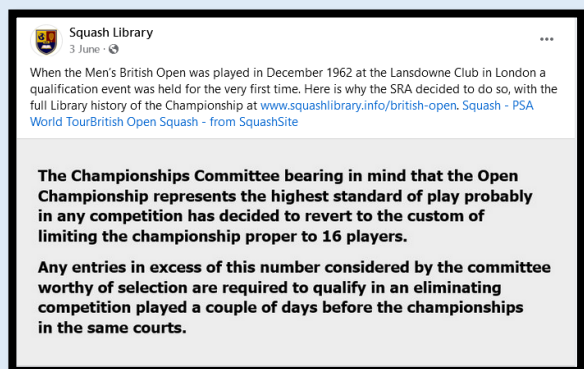 Squash Library
3 June ·
When the Men's British Open was played in December 1962 at the Lansdowne Club in London a
qualification event was held for the very first time. Here is why the SRA decided to do so, with the
full Library history of the Championship at www.squashlibrary.info/british-open. Squash - PSA
World TourBritish Open Squash - from SquashSite
The Championships Committee bearing in mind that the Open
Championship represents the highest standard of play probably
in any competition has decided to revert to the custom of
limiting the championship proper to 16 players.
Any entries in excess of this number considered by the committee
worthy of selection are required to qualify in an eliminating
competition played a couple of days before the championships
in the same courts.